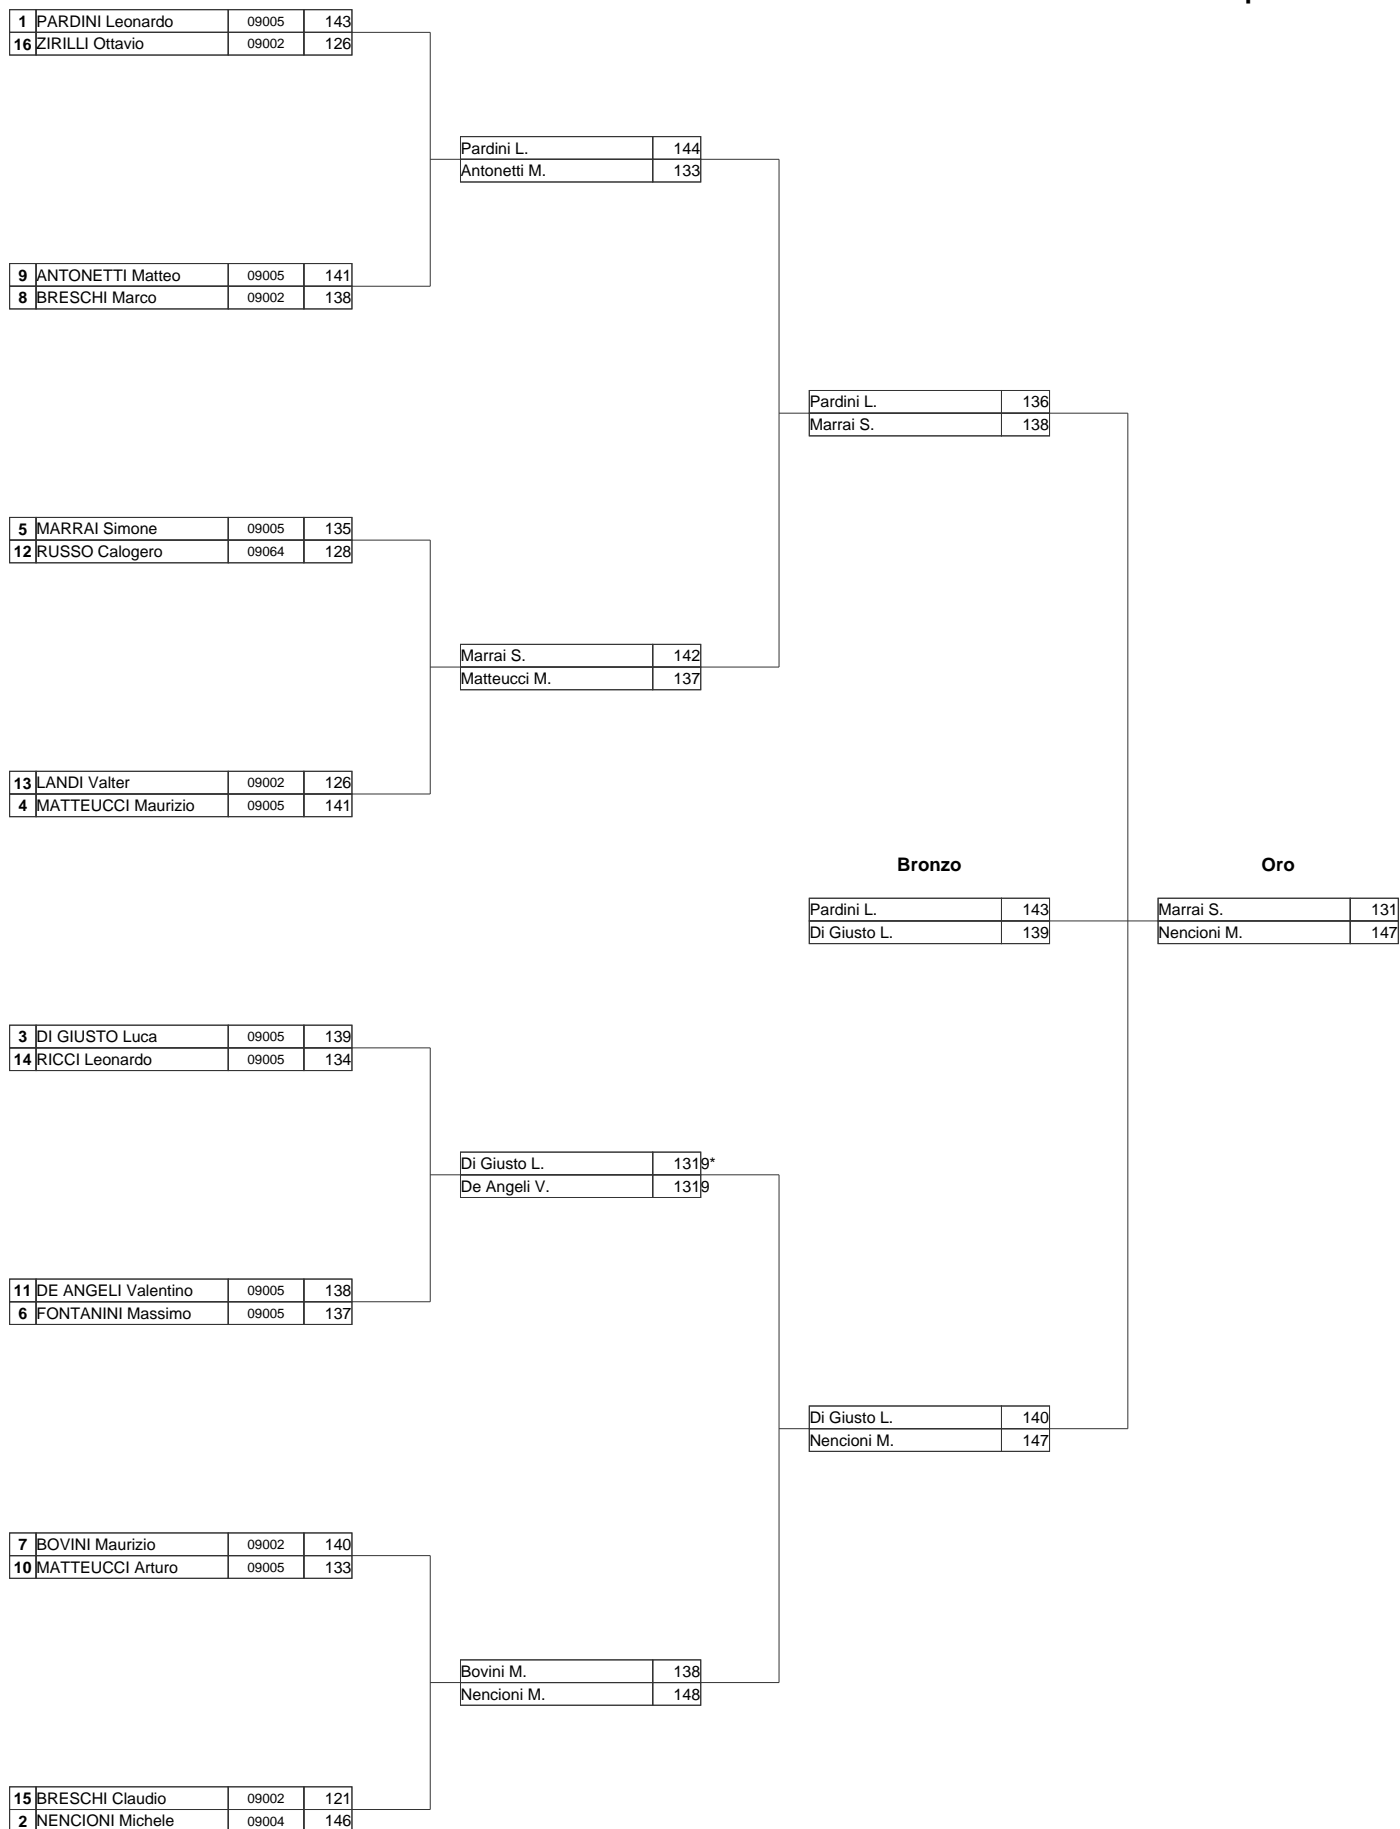 1 PARDINI Leonardo 09005 143
16 ZIRILLI Ottavio 09002 126
Pardini L. 144
Antonetti M. 133
9 ANTONETTI Matteo 09005 141
8 BRESCHI Marco 09002 138
Pardini L. 136
Marrai S. 138
5 MARRAI Simone 09005 135
12 RUSSO Calogero 09064 128
Marrai S. 142
Matteucci M. 137
13 LANDI Valter 09002 126
4 MATTEUCCI Maurizio 09005 141
Bronzo Oro
Pardini L. 143 Marrai S. 131
Di Giusto L. 139 Nencioni M. 147
3 DI GIUSTO Luca 09005 139
14 RICCI Leonardo 09005 134
Di Giusto L. 1319*
De Angeli V. 1319
11 DE ANGELI Valentino 09005 138
6 FONTANINI Massimo 09005 137
Di Giusto L. 140
Nencioni M. 147
7 BOVINI Maurizio 09002 140
10 MATTEUCCI Arturo 09005 133
Bovini M. 138
Nencioni M. 148
15 BRESCHI Claudio 09002 121
2 NENCIONI Michele 09004 146